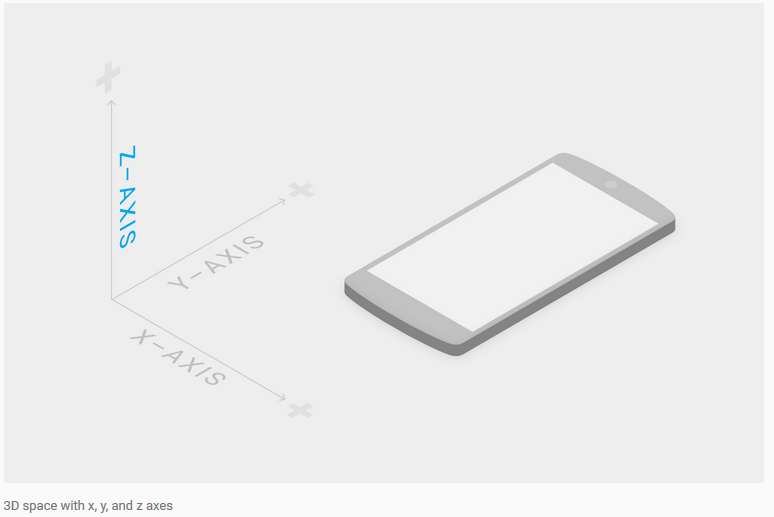 Z-AXIS
Y-AXIS
X-AXIS
3D space with x, y, and z axes